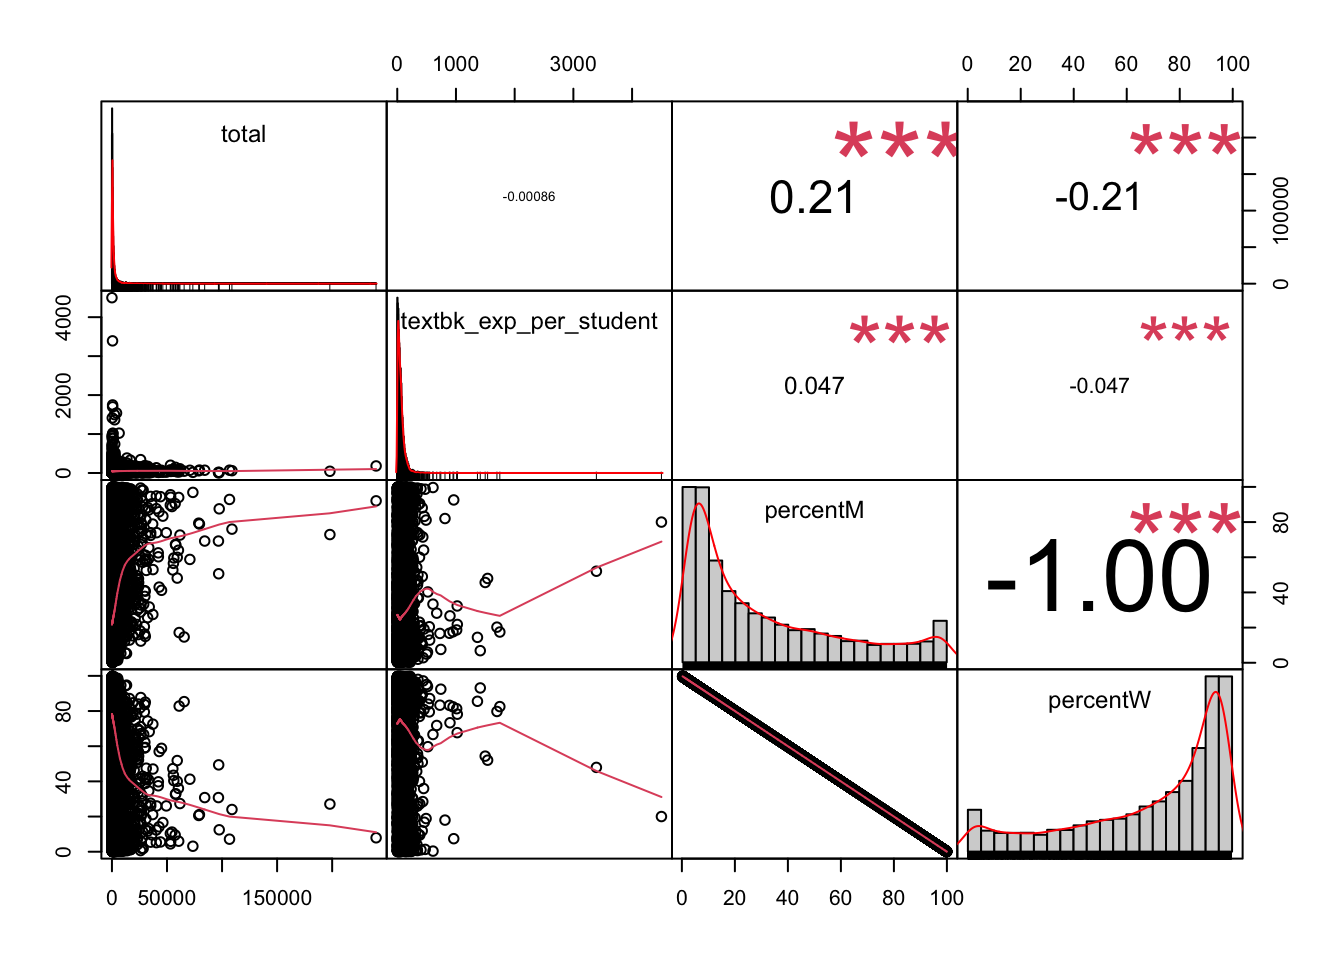 0 1000 3000 0 20 40 60 80 100
total -0.00086 *** 0.21 *** -0.21 0 100000
0 2000 4000 textbk_exp_per_student *** 0.047 *** -0.047
percentM *** -1.00 0 40 80
0 40 80 percentW
0 50000 150000 0 20 40 60 80 100